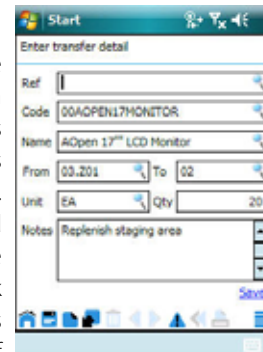 Start
Enter transfer detail
Ref
Code 00AOPEN17MONITOR
Name AOpen 17"" LCD Monitor
From 03.Z01 To 02
Unit EA Qty 20
Notes Replenish staging area
Save